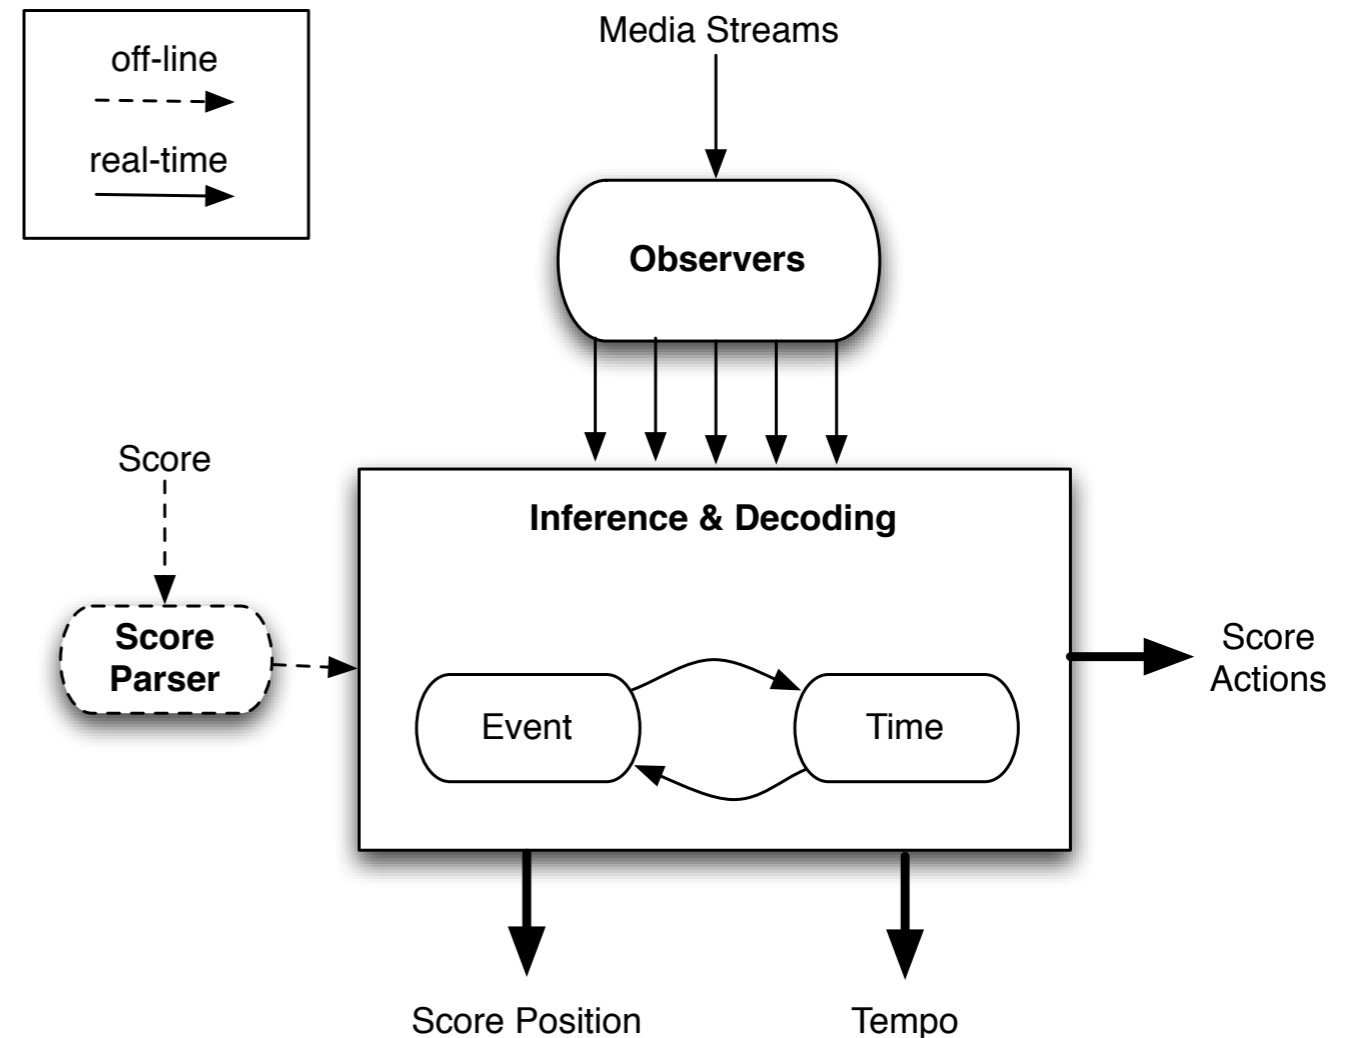 off-line
real-time
Media Streams
Observers
Score
Score
Parser
Inference & Decoding
Event
Time
Score
Actions
Score Position
Tempo